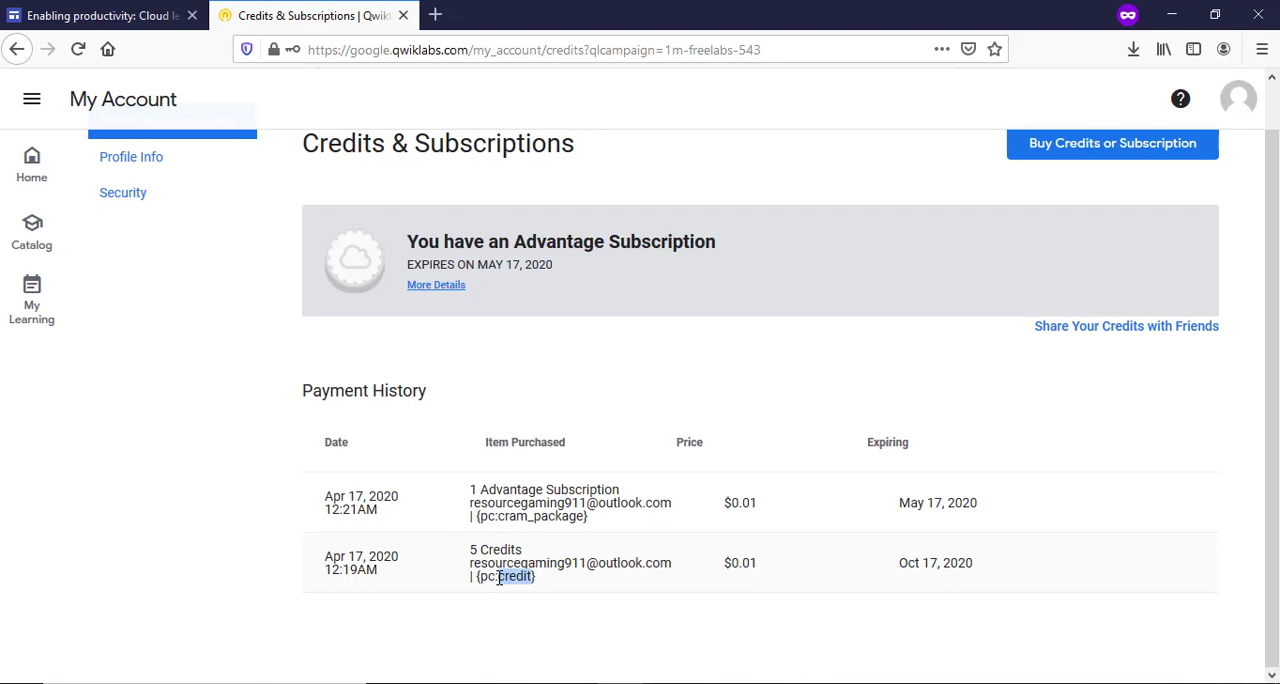 Enabling productivity: Cloud le
Credits & Subscriptions | Qwikl
https://google.qwiklabs.com/my_account/credits?qlcampaign=1m-freelabs-543
My Account
Home
Catalog
My
Learning
Profile Info
Security
Credits & Subscriptions
Buy Credits or Subscription
You have an Advantage Subscription
EXPIRES ON MAY 17, 2020
More Details
Share Your Credits with Friends
Payment History
Date Item Purchased Price Expiring
Apr 17, 2020
12:21AM
1 Advantage Subscription
resourcegaming911@outlook.com
| {pc:cram_package}
$0.01
May 17, 2020
Apr 17, 2020
12:19AM
5 Credits
resourcegaming911@outlook.com
| {pc:credit}
$0.01
Oct 17, 2020